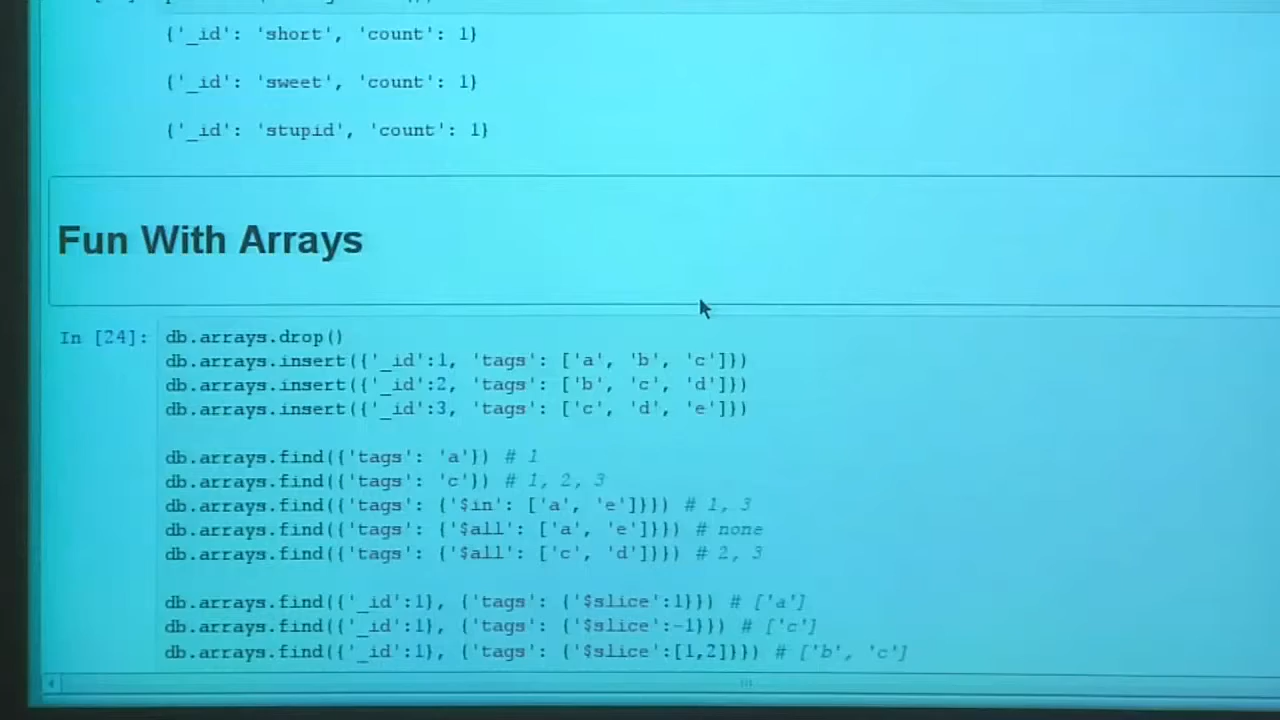 {'_id': 'short', 'count': 1}
{'_id': 'sweet', 'count': 1}
{'_id': 'stupid', 'count': 1}
Fun With Arrays
In [24]: db.arrays.drop()
db.arrays.insert({'_id':1, 'tags': ['a', 'b', 'c']})
db.arrays.insert({'_id':2, 'tags': ['b', 'c', 'd']})
db.arrays.insert({'_id':3, 'tags': ['c', 'd', 'e']})
db.arrays.find({'tags': 'a'}) # 1
db.arrays.find({'tags': 'c'}) # 1, 2, 3
db.arrays.find({'tags': {'$in': ['a', 'e']}}) # 1, 3
db.arrays.find({'tags': {'$all': ['a', 'e']}}) # none
db.arrays.find({'tags': {'$all': ['c', 'd']}}) # 2, 3
db.arrays.find({'_id':1}, {'tags': {'$slice':1}}) # ['a']
db.arrays.find({'_id':1}, {'tags': {'$slice':-1}}) # ['c']
db.arrays.find({'_id':1}, {'tags': {'$slice':[1,2]}}) # ['b', 'c']